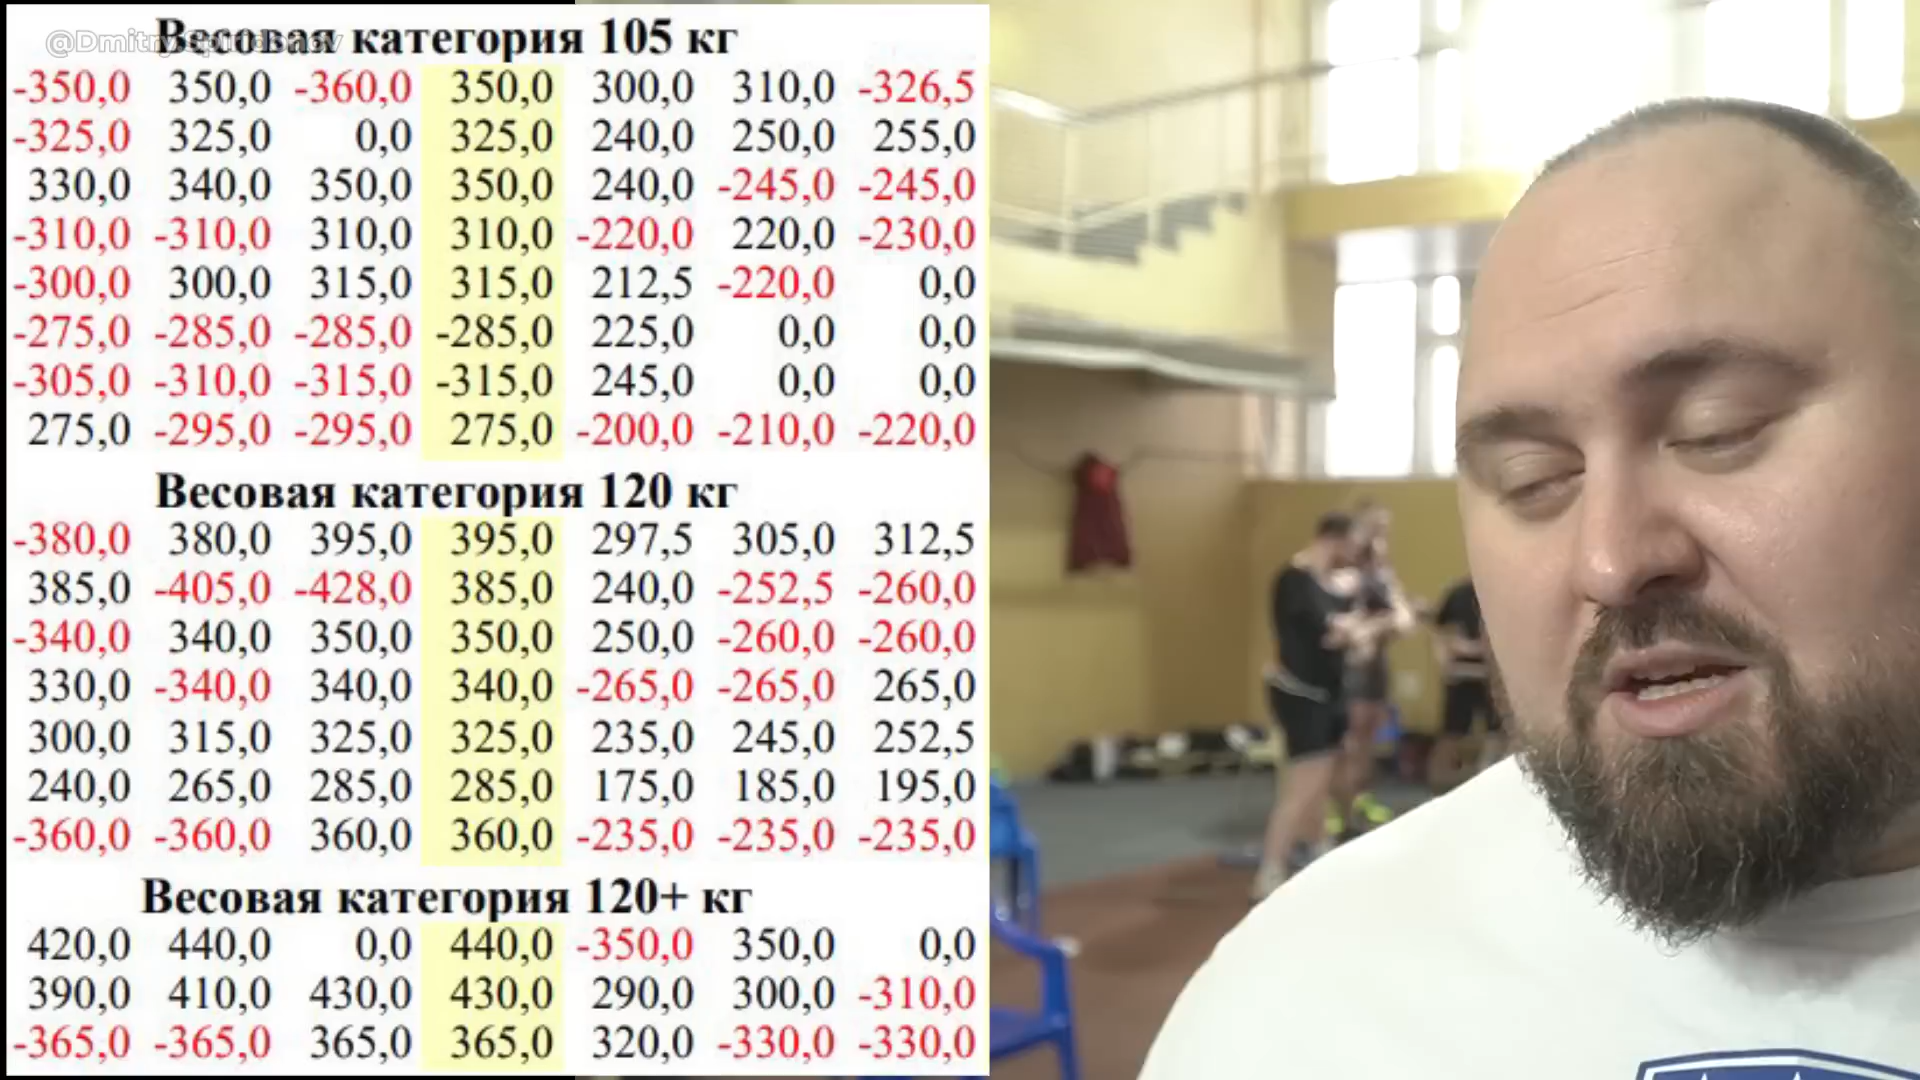 @Dmitry.Spiridonov
Весовая категория 105 кг
-350,0 350,0 -360,0 350,0 300,0 310,0 -326,5
-325,0 325,0 0,0 325,0 240,0 250,0 255,0
330,0 340,0 350,0 350,0 240,0 -245,0 -245,0
-310,0 -310,0 310,0 310,0 -220,0 220,0 -230,0
-300,0 300,0 315,0 315,0 212,5 -220,0 0,0
-275,0 -285,0 -285,0 -285,0 225,0 0,0 0,0
-305,0 -310,0 -315,0 -315,0 245,0 0,0 0,0
275,0 -295,0 -295,0 275,0 -200,0 -210,0 -220,0
Весовая категория 120 кг
-380,0 380,0 395,0 395,0 297,5 305,0 312,5
385,0 -405,0 -428,0 385,0 240,0 -252,5 -260,0
-340,0 340,0 350,0 350,0 250,0 -260,0 -260,0
330,0 -340,0 340,0 340,0 -265,0 -265,0 265,0
300,0 315,0 325,0 325,0 235,0 245,0 252,5
240,0 265,0 285,0 285,0 175,0 185,0 195,0
-360,0 -360,0 360,0 360,0 -235,0 -235,0 -235,0
Весовая категория 120+ кг
420,0 440,0 0,0 440,0 -350,0 350,0 0,0
390,0 410,0 430,0 430,0 290,0 300,0 -310,0
-365,0 -365,0 365,0 365,0 320,0 -330,0 -330,0